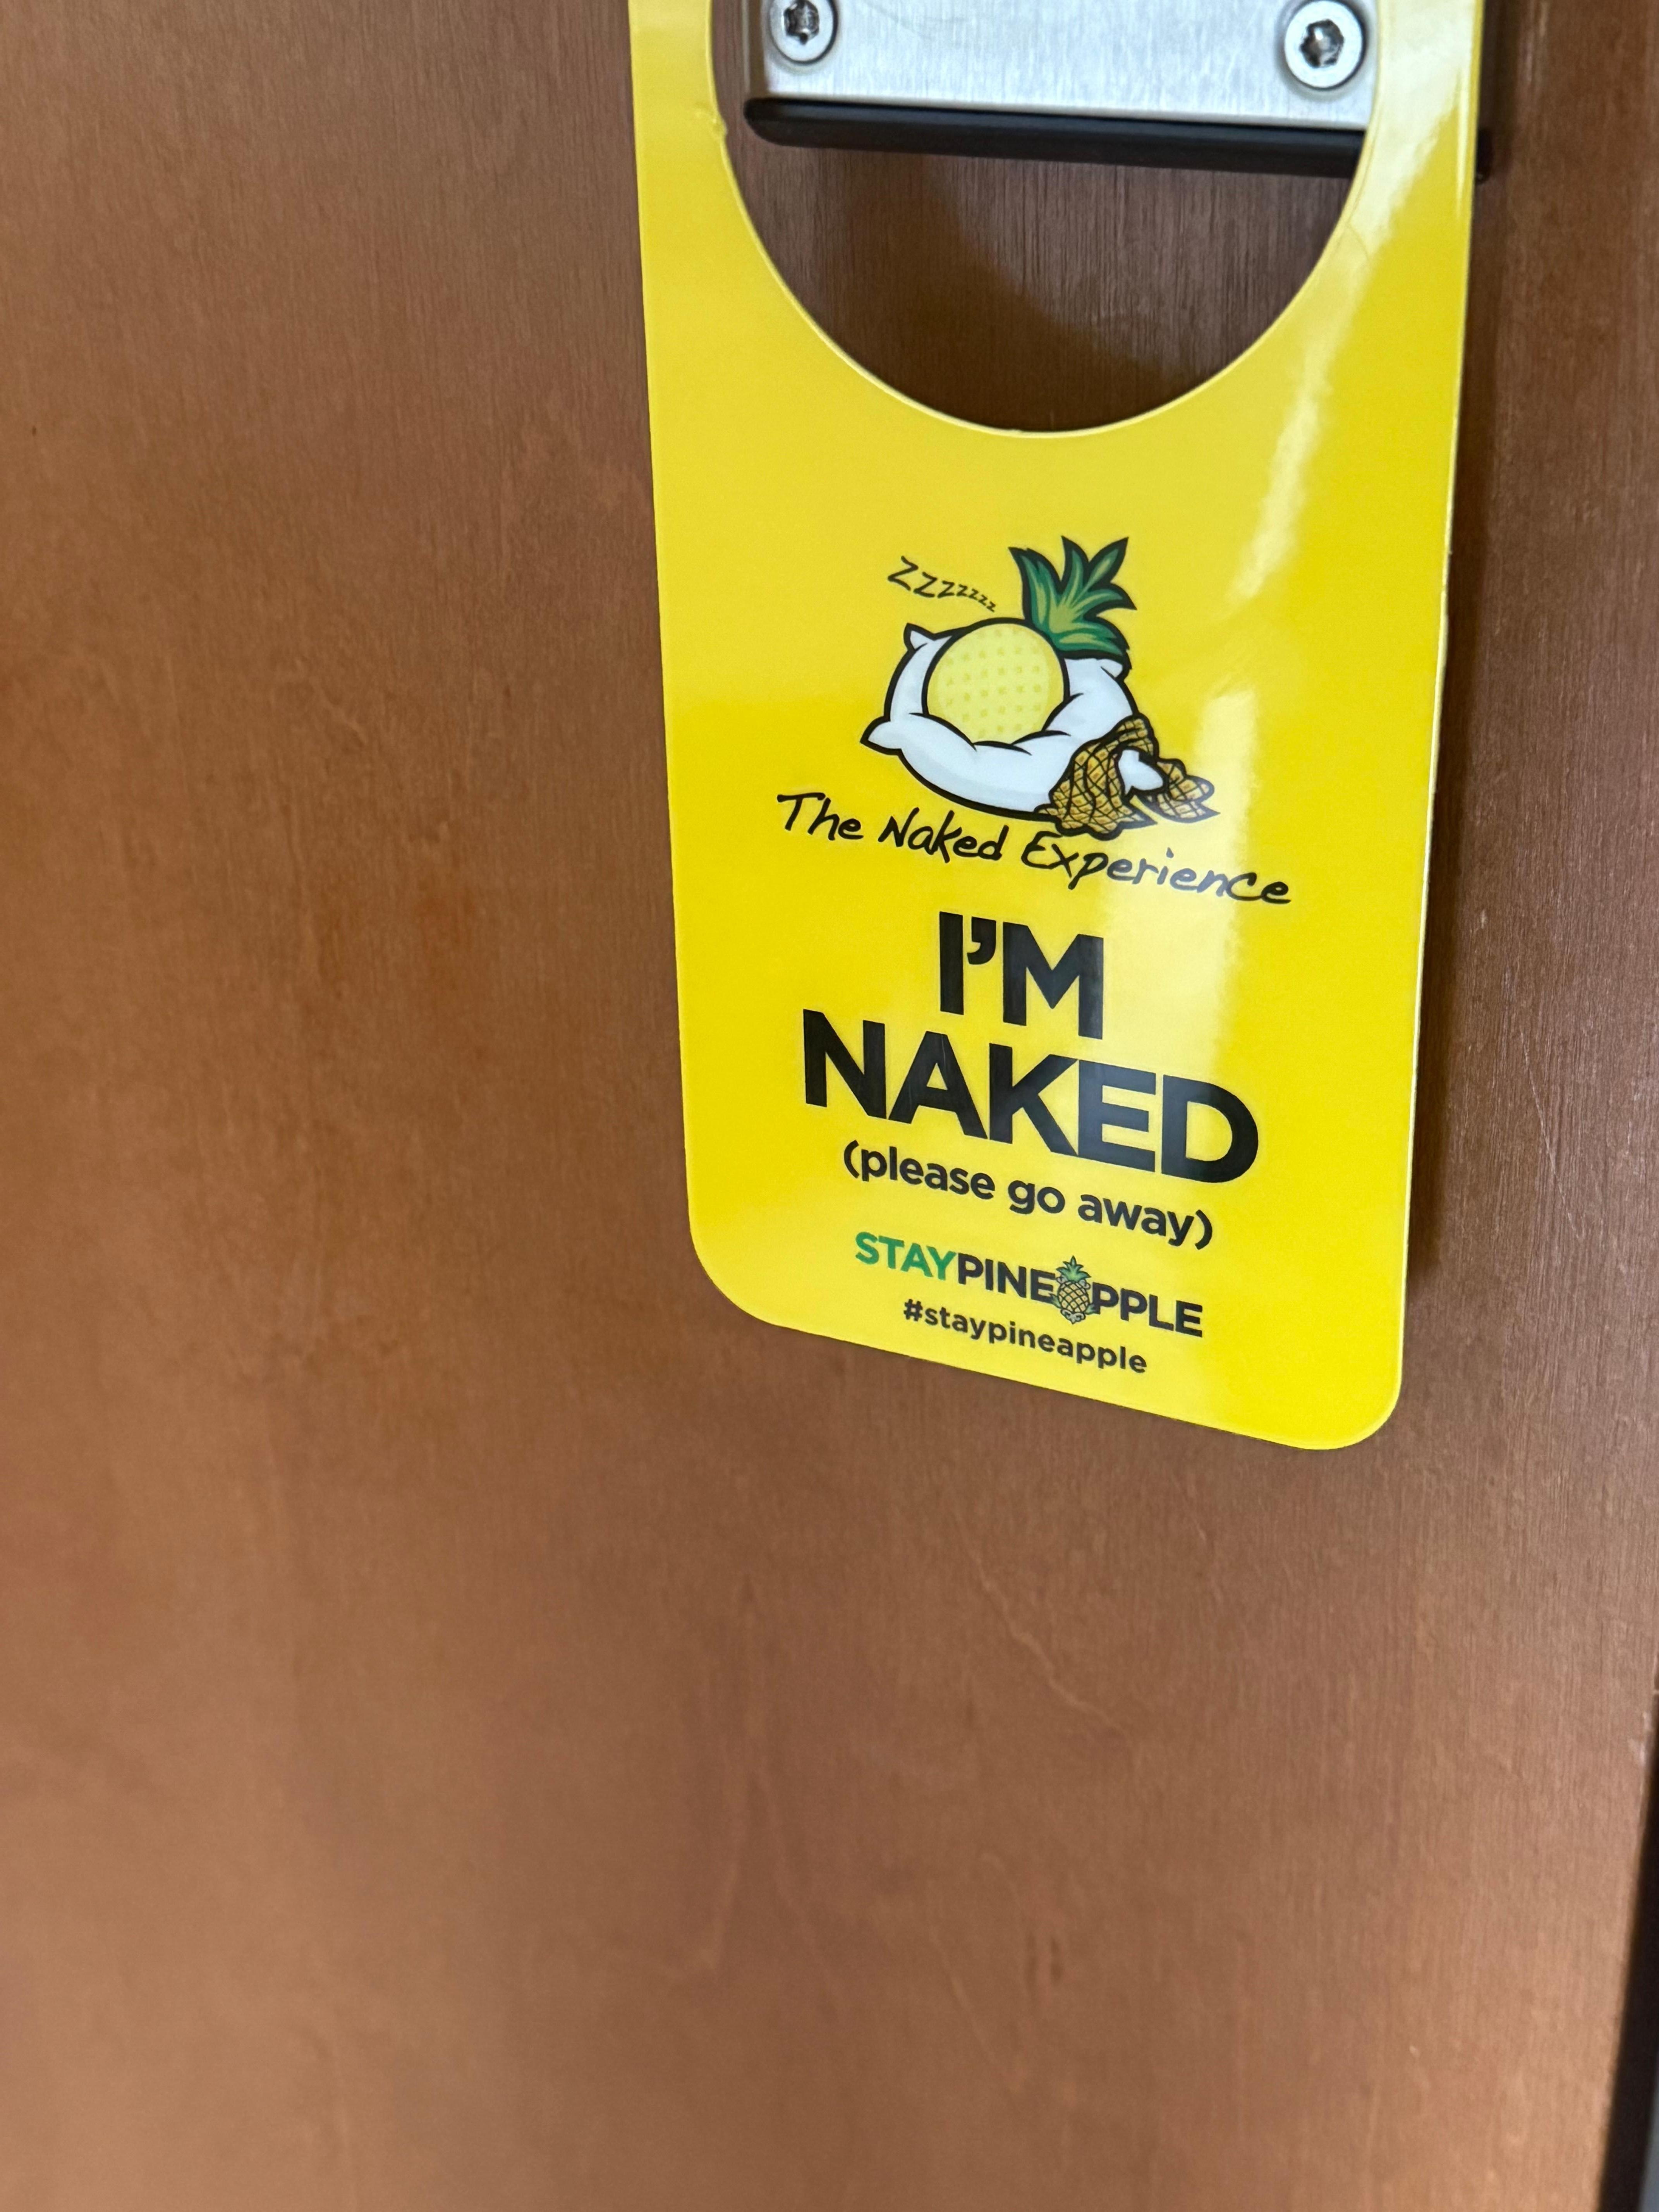 Zzzzzzz
The Naked Experience
I'M
NAKED
(please go away)
STAYPINEAPPLE
#staypineapple